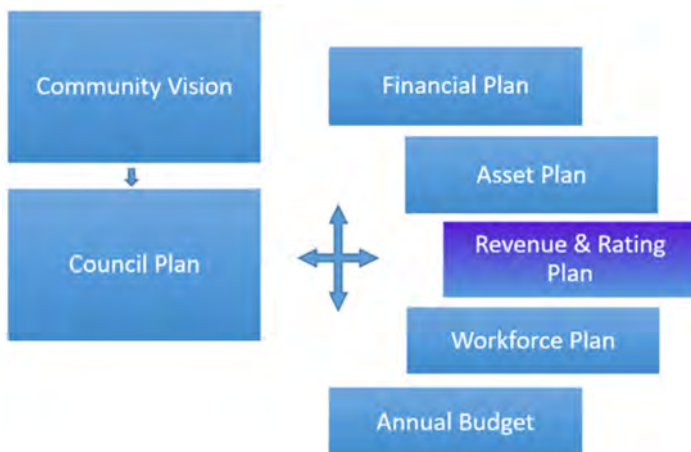 Community Vision
Council Plan
Financial Plan
Asset Plan
Revenue & Rating
Plan
Workforce Plan
Annual Budget